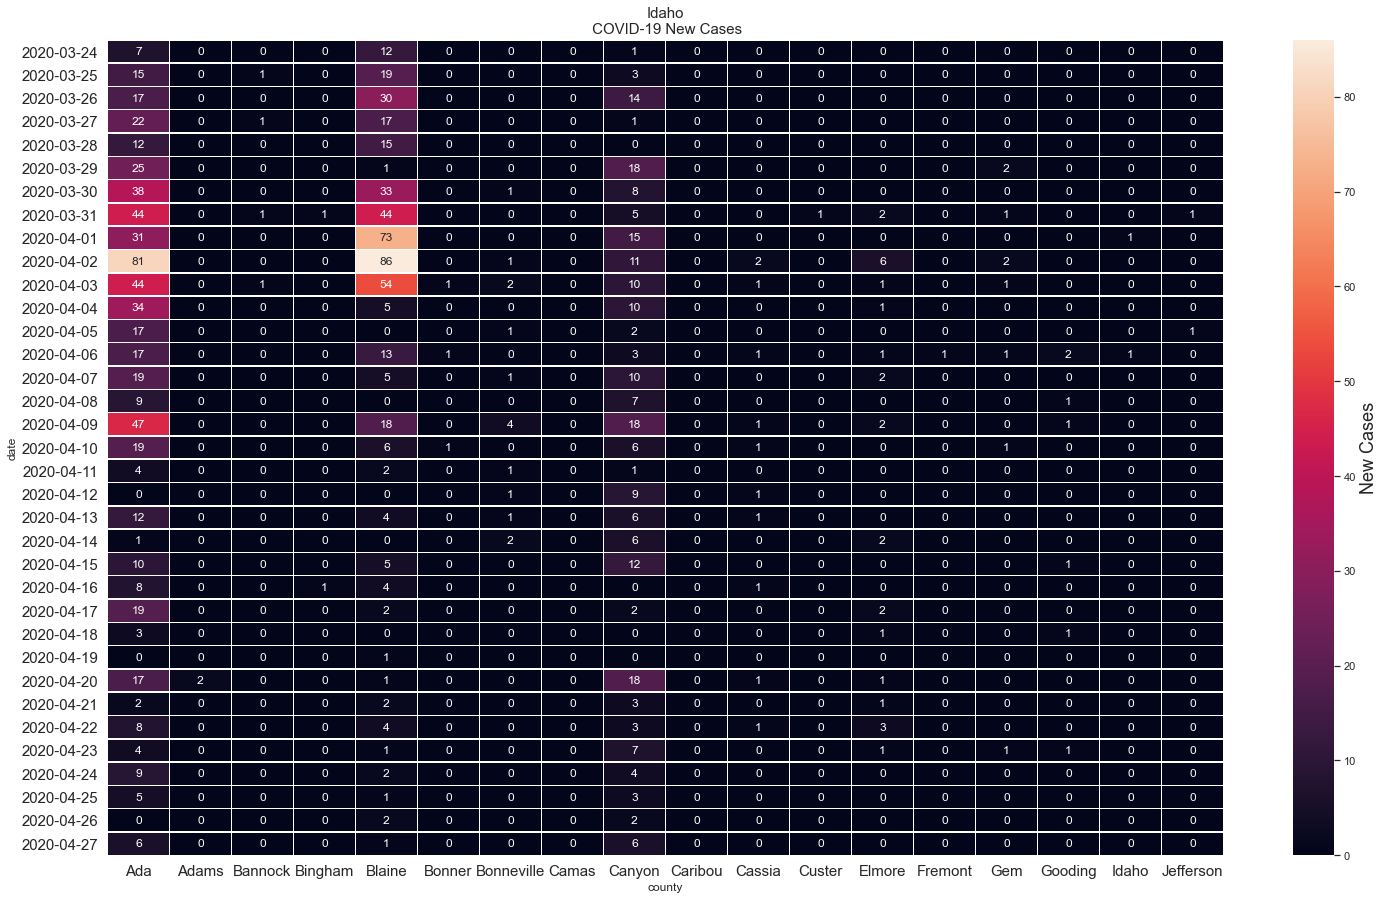 Idaho
COVID-19 New Cases
2020-03-24 7 0 0 0 12 0 0 0 1 0 0 0 0 0 0 0 0 0
2020-03-25 15 0 1 0 19 0 0 0 3 0 0 0 0 0 0 0 0 0
2020-03-26 17 0 0 0 30 0 0 0 14 0 0 0 0 0 0 0 0 0
2020-03-27 22 0 1 0 17 0 0 0 1 0 0 0 0 0 0 0 0 0
2020-03-28 12 0 0 0 15 0 0 0 0 0 0 0 0 0 0 0 0 0
2020-03-29 25 0 0 0 1 0 0 0 18 0 0 0 0 0 2 0 0 0
2020-03-30 38 0 0 0 33 0 1 0 8 0 0 0 0 0 0 0 0 0
2020-03-31 44 0 1 1 44 0 0 0 5 0 0 1 2 0 1 0 0 1
2020-04-01 31 0 0 0 73 0 0 0 15 0 0 0 0 0 0 0 1 0
2020-04-02 81 0 0 0 86 0 1 0 11 0 2 0 6 0 2 0 0 0
2020-04-03 44 0 1 0 54 1 2 0 10 0 1 0 1 0 1 0 0 0
2020-04-04 34 0 0 0 5 0 0 0 10 0 0 0 1 0 0 0 0 0
2020-04-05 17 0 0 0 0 0 1 0 2 0 0 0 0 0 0 0 0 1
2020-04-06 17 0 0 0 13 1 0 0 3 0 1 0 1 1 1 2 1 0
2020-04-07 19 0 0 0 5 0 1 0 10 0 0 0 2 0 0 0 0 0
2020-04-08 9 0 0 0 0 0 0 0 7 0 0 0 0 0 0 1 0 0
2020-04-09 47 0 0 0 18 0 4 0 18 0 1 0 2 0 0 1 0 0
2020-04-10 19 0 0 0 6 1 0 0 6 0 1 0 0 0 1 0 0 0
2020-04-11 4 0 0 0 2 0 1 0 1 0 0 0 0 0 0 0 0 0
2020-04-12 0 0 0 0 0 0 1 0 9 0 1 0 0 0 0 0 0 0
2020-04-13 12 0 0 0 4 0 1 0 6 0 1 0 0 0 0 0 0 0
2020-04-14 1 0 0 0 0 0 2 0 6 0 0 0 2 0 0 0 0 0
2020-04-15 10 0 0 0 5 0 0 0 12 0 0 0 0 0 0 1 0 0
2020-04-16 8 0 0 1 4 0 0 0 0 0 1 0 0 0 0 0 0 0
2020-04-17 19 0 0 0 2 0 0 0 2 0 0 0 2 0 0 0 0 0
2020-04-18 3 0 0 0 0 0 0 0 0 0 0 0 1 0 0 1 0 0
2020-04-19 0 0 0 0 1 0 0 0 0 0 0 0 0 0 0 0 0 0
2020-04-20 17 2 0 0 1 0 0 0 18 0 1 0 1 0 0 0 0 0
2020-04-21 2 0 0 0 2 0 0 0 3 0 0 0 1 0 0 0 0 0
2020-04-22 8 0 0 0 4 0 0 0 3 0 1 0 3 0 0 0 0 0
2020-04-23 4 0 0 0 1 0 0 0 7 0 0 0 1 0 1 1 0 0
2020-04-24 9 0 0 0 2 0 0 0 4 0 0 0 0 0 0 0 0 0
2020-04-25 5 0 0 0 1 0 0 0 3 0 0 0 0 0 0 0 0 0
2020-04-26 0 0 0 0 2 0 0 0 2 0 0 0 0 0 0 0 0 0
2020-04-27 6 0 0 0 1 0 0 0 6 0 0 0 0 0 0 0 0 0
Ada Adams Bannock Bingham Blaine Bonner Bonneville Camas Canyon Caribou Cassia Custer Elmore Fremont Gem Gooding Idaho Jefferson
county
date
80
70
60
50
40
30
20
10
0
New Cases